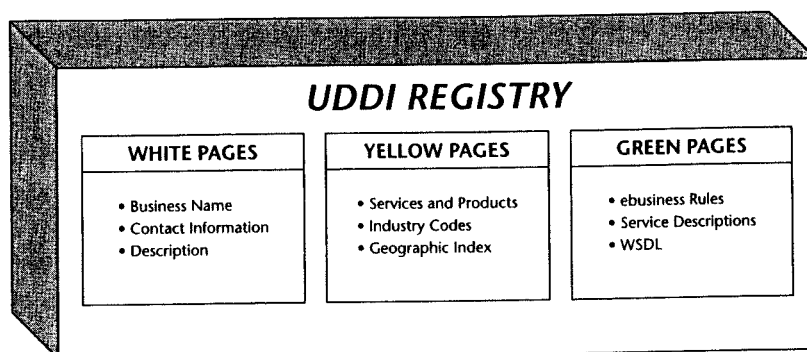 UDDI REGISTRY
WHITE PAGES
• Business Name
• Contact Information
• Description
YELLOW PAGES
• Services and Products
• Industry Codes
• Geographic Index
GREEN PAGES
• ebusiness Rules
• Service Descriptions
• WSDL